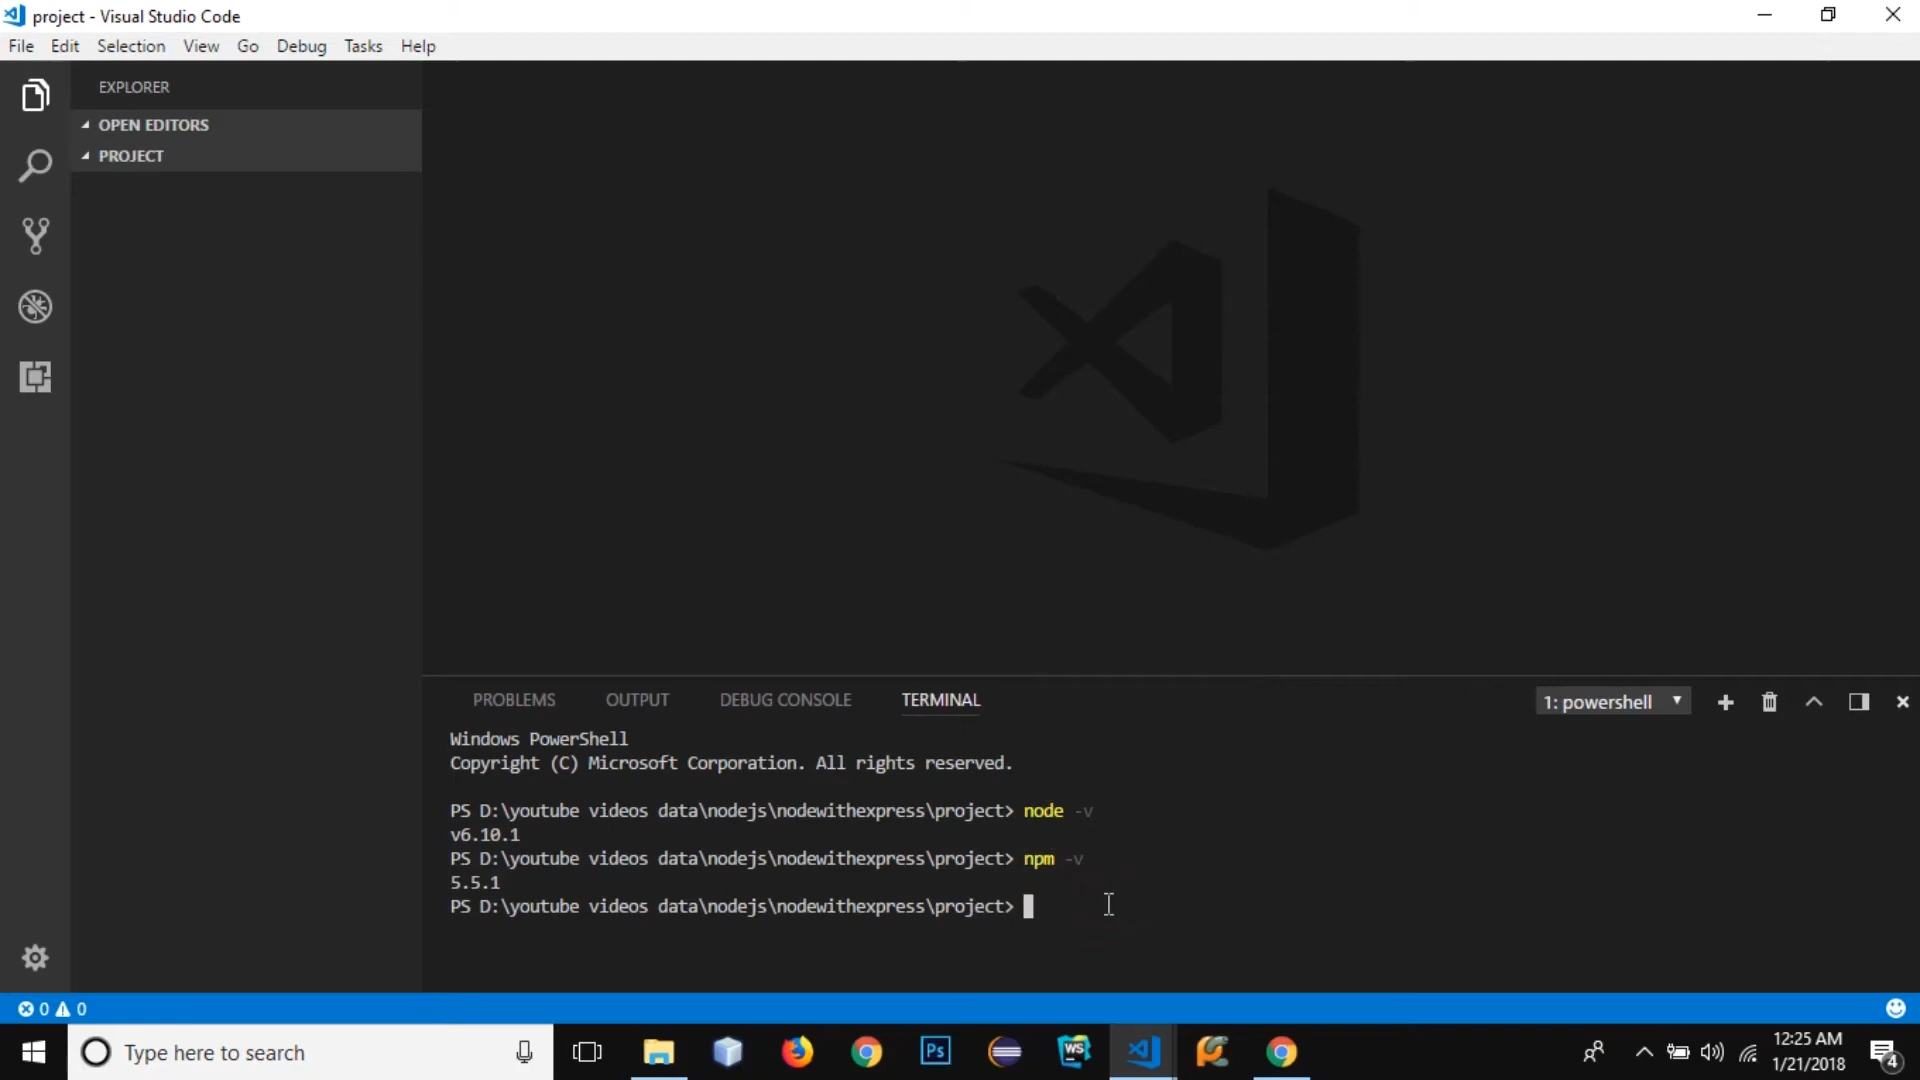 project - Visual Studio Code
File Edit Selection View Go Debug Tasks Help
EXPLORER
OPEN EDITORS
PROJECT
PROBLEMS OUTPUT DEBUG CONSOLE TERMINAL 1: powershell
Windows PowerShell
Copyright (C) Microsoft Corporation. All rights reserved.
PS D:\youtube videos data\nodejs\nodewithexpress\project> node -v
v6.10.1
PS D:\youtube videos data\nodejs\nodewithexpress\project> npm -v
5.5.1
PS D:\youtube videos data\nodejs\nodewithexpress\project>
0 0
Type here to search
Ps
WS
12:25 AM
1/21/2018
4